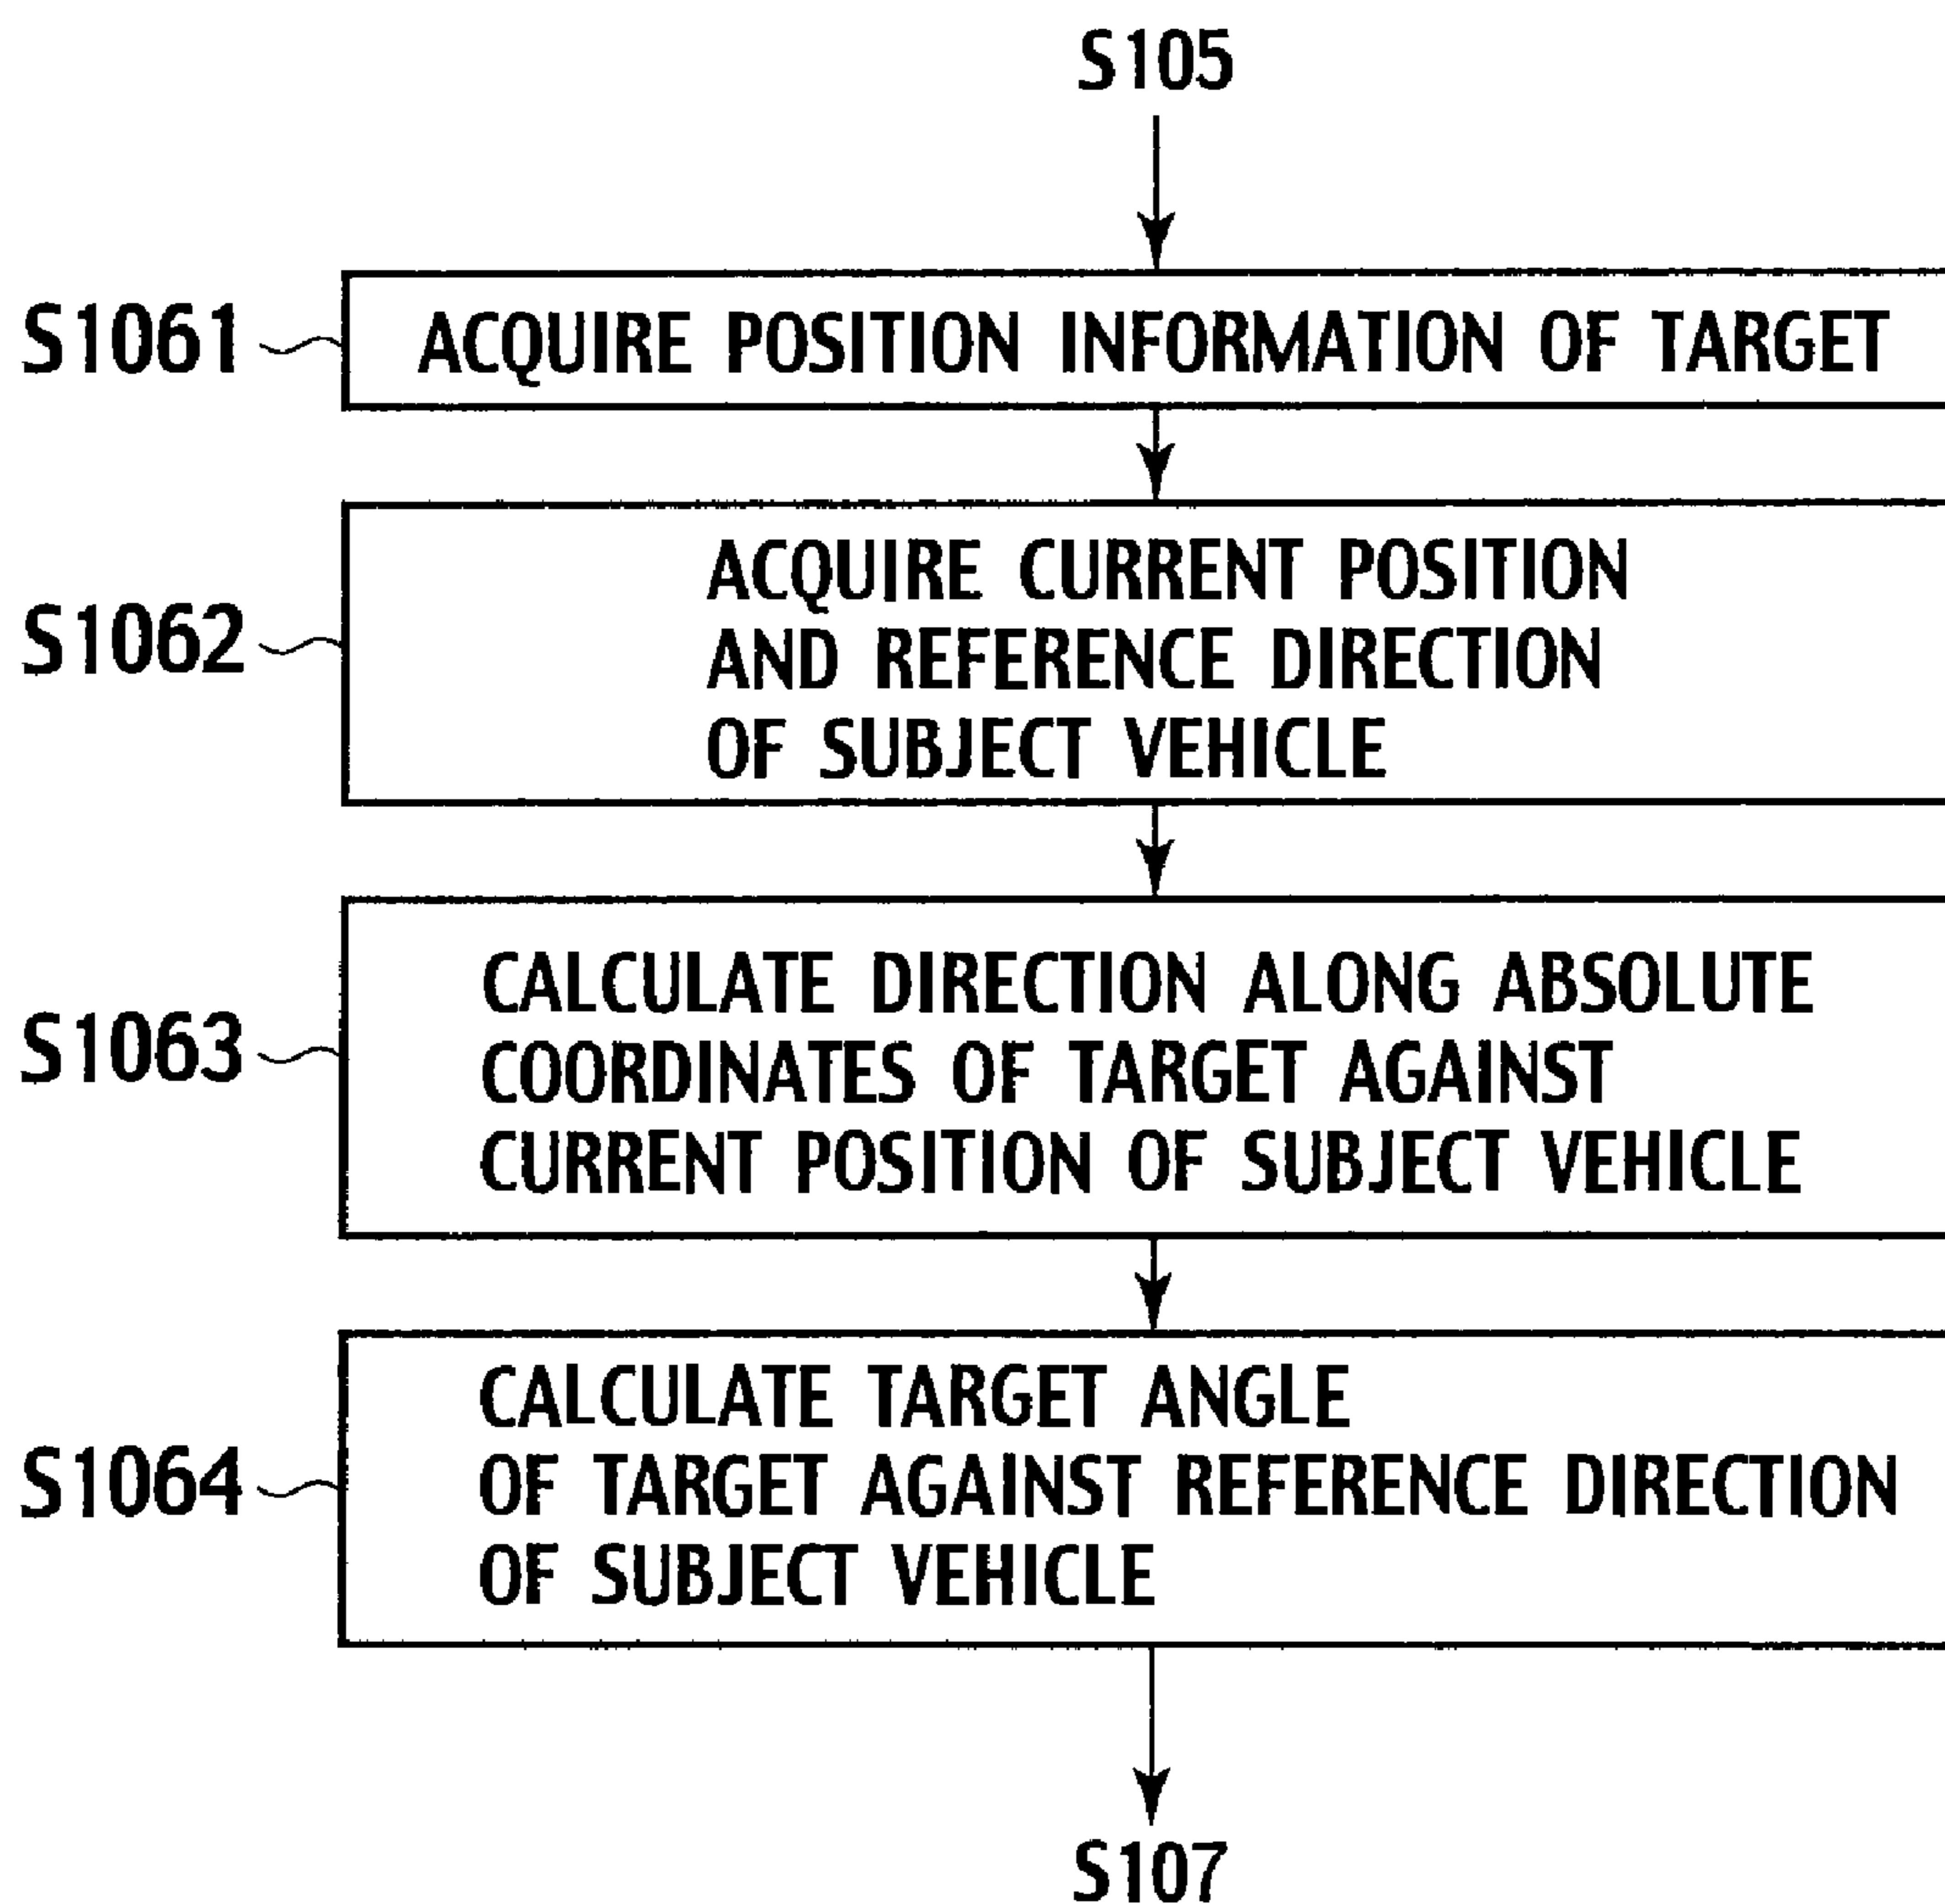 S105
S1061
ACQUIRE POSITION INFORMATION OF TARGET
S1062
ACQUIRE CURRENT POSITION
AND REFERENCE DIRECTION
OF SUBJECT VEHICLE
S1063
CALCULATE DIRECTION ALONG ABSOLUTE
COORDINATES OF TARGET AGAINST
CURRENT POSITION OF SUBJECT VEHICLE
S1064
CALCULATE TARGET ANGLE
OF TARGET AGAINST REFERENCE DIRECTION
OF SUBJECT VEHICLE
S107